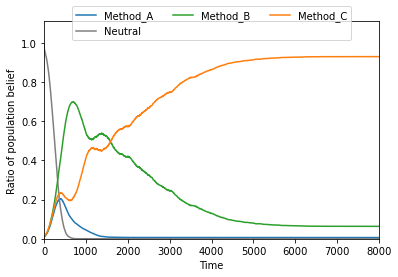 Method_A Method_B Method_C
Neutral
Ratio of population belief
1.0
0.8
0.6
0.4
0.2
0.0
0 1000 2000 3000 4000 5000 6000 7000 8000
Time